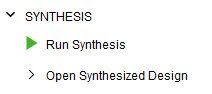 SYNTHESIS
Run Synthesis
Open Synthesized Design